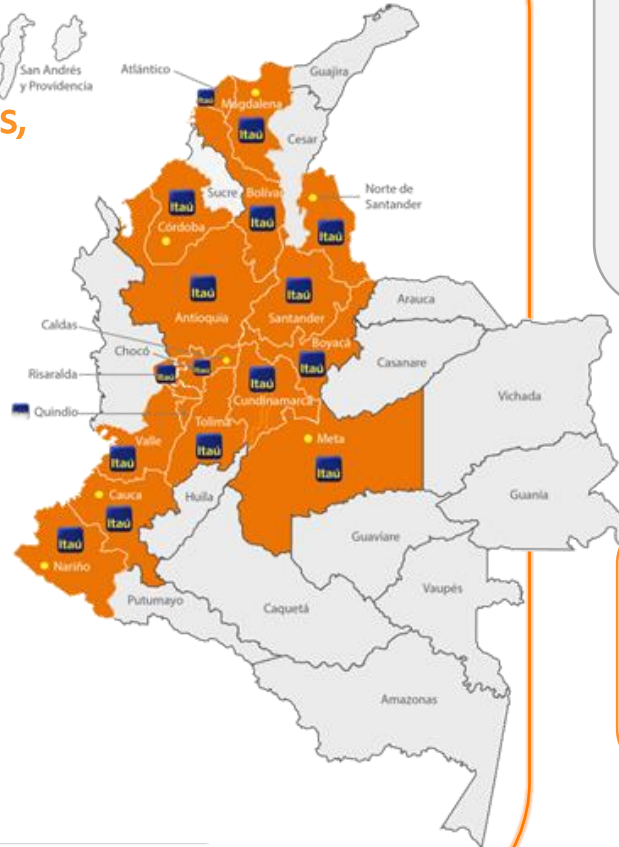 San Andrés
y Providencia
s,
Atlántico
Guajira
Itaú
Magdalena
Itaú
Cesar
Norte de
Santander
Sucre
Bolívar
Itaú
Itaú
Itaú
Córdoba
Itaú
Itaú
Antioquia
Santander
Arauca
Caldas
Boyacá
Chocó
Casanare
Itaú
Itaú
Risaralda
Itaú
Itaú
Vichada
Cundinamarca
Quindio
Tolima
Valle
Meta
Itaú
Itaú
Itaú
Cauca
Huila
Guanía
Itaú
Itaú
Guaviare
Nariño
Vaupés
Putumayo
Caquetá
Amazonas